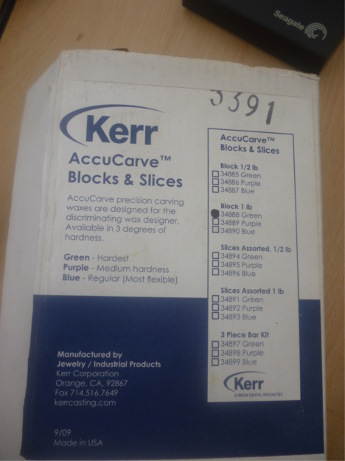 Seagate
3391
Kerr
AccuCarve™
Blocks & Slices
AccuCarve precision carving
waxes are designed for the
discriminating wax designer.
Available in 3 degrees of
hardness.
Green - Hardest
Purple - Medium hardness
Blue - Regular (Most flexible)
Manufactured by
Jewelry / Industrial Products
Kerr Corporation
Orange, CA, 92867
Fax 714.516.7649
kerrcasting.com
9/09
Made in USA
AccuCarve™
Blocks & Slices
Block 1/2 lb
34885 Green
34886 Purple
34887 Blue
Block 1 lb
34888 Green
34889 Purple
34890 Blue
Slices Assorted, 1/2 lb
34894 Green
34895 Purple
34896 Blue
Slices Assorted 1 lb
34891 Green
34892 Purple
34893 Blue
3 Piece Bar Kit
34897 Green
34898 Purple
34899 Blue
Kerr